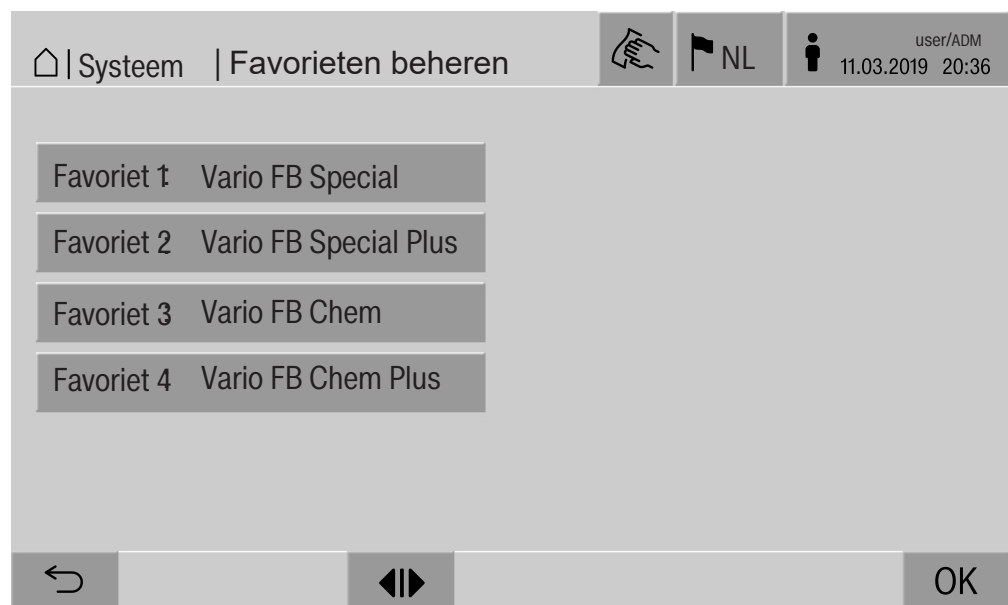 | Systeem | Favorieten beheren
NL
user/ADM
11.03.2019 20:36
Favoriet 1: Vario FB Special
Favoriet 2 Vario FB Special Plus
Favoriet 3 Vario FB Chem
Favoriet 4 Vario FB Chem Plus
OK